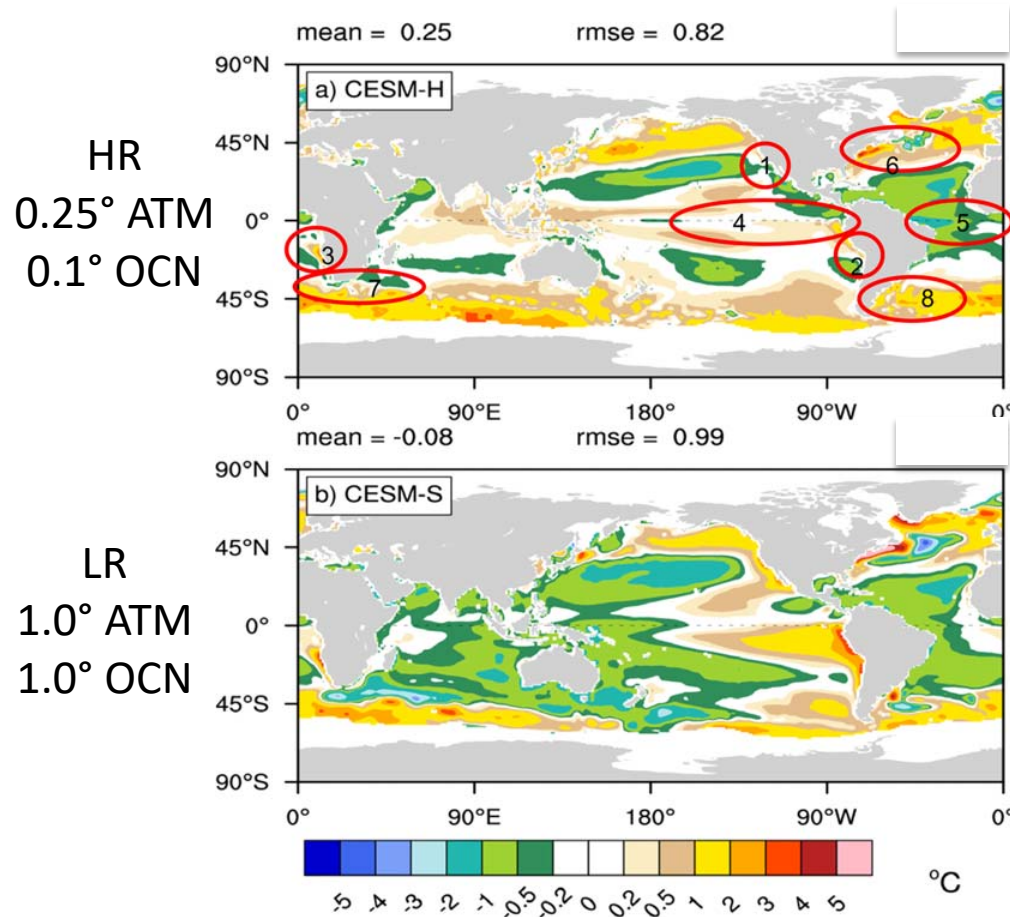 mean = 0.25 rmse = 0.82
90°N
a) CESM-H
45°N
0°
45°S
90°S
1
6
4
5
3
2
7
8
0° 90°E 180° 90°W 0°
HR
0.25° ATM
0.1° OCN
mean = -0.08 rmse = 0.99
90°N
b) CESM-S
45°N
0°
45°S
90°S
0° 90°E 180° 90°W 0°
LR
1.0° ATM
1.0° OCN
-5 -4 -3 -2 -1 -0.5 -0.2 0 0.2 0.5 1 2 3 4 5
°C